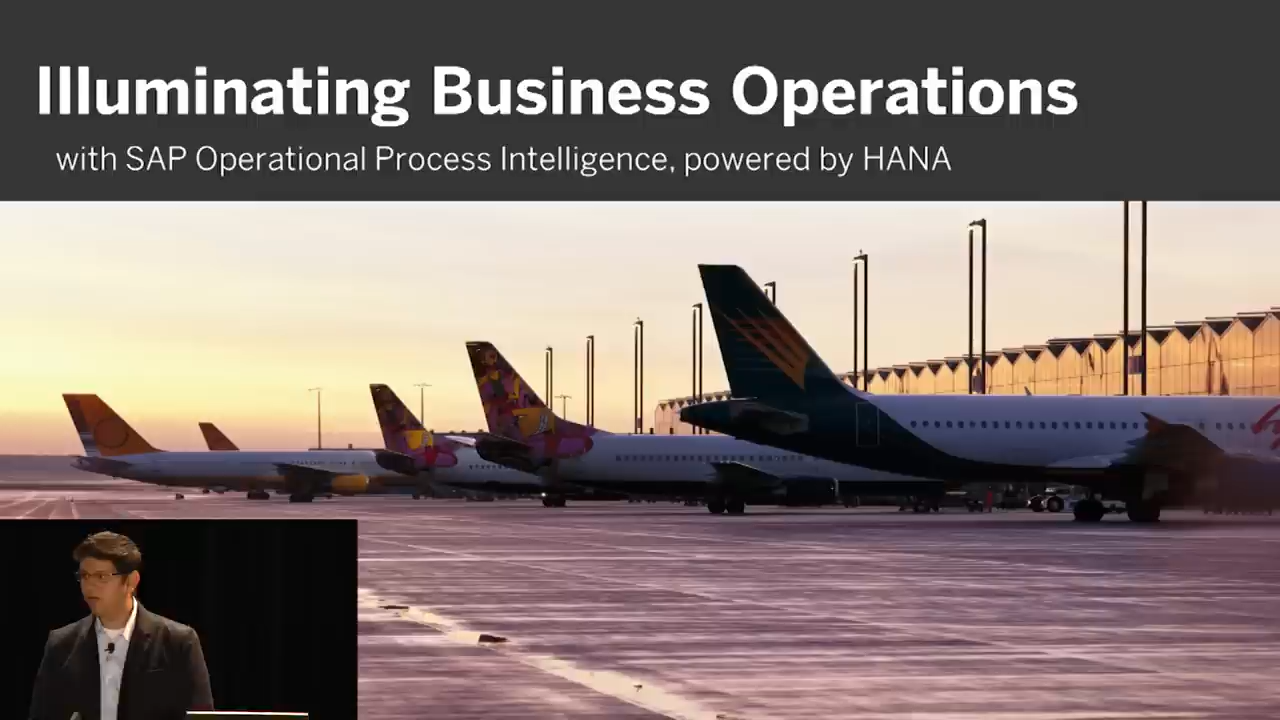 Illuminating Business Operations
with SAP Operational Process Intelligence, powered by HANA